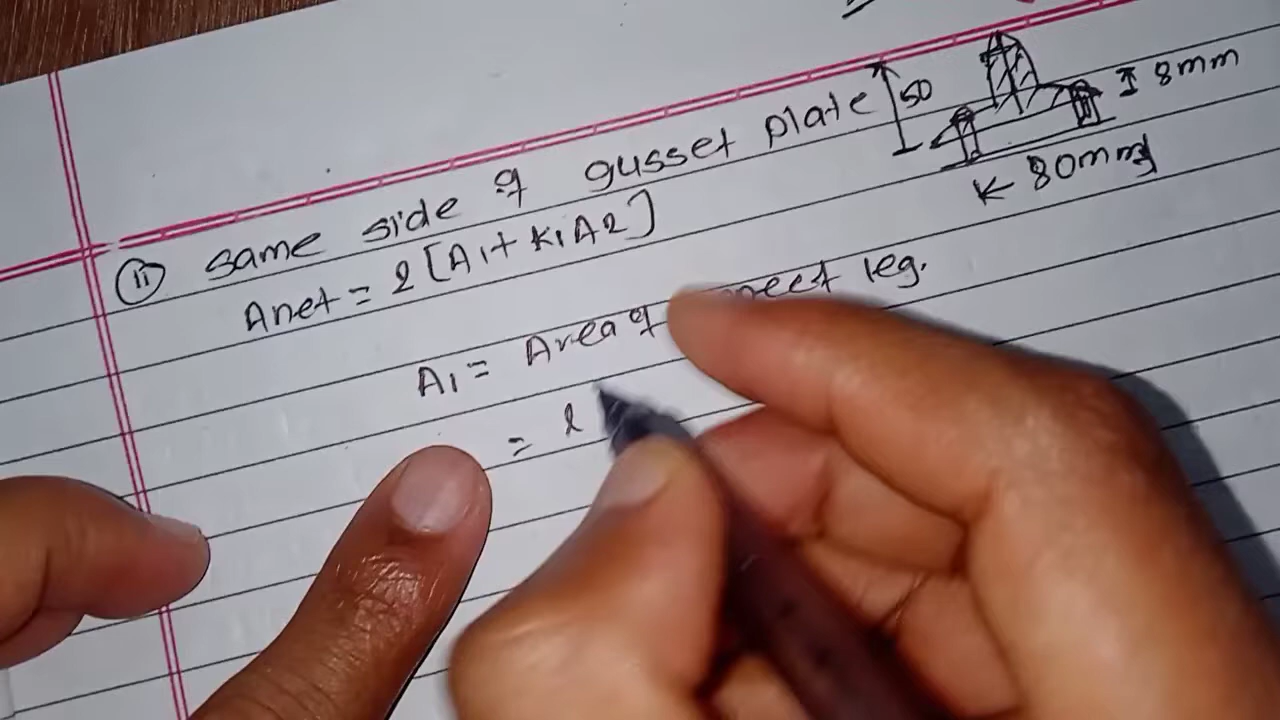 (ii) same side of gusset plate
50
8mm
80mm
Anet = 2[A1 + K1A2]
A1 = Area of leg.
= l